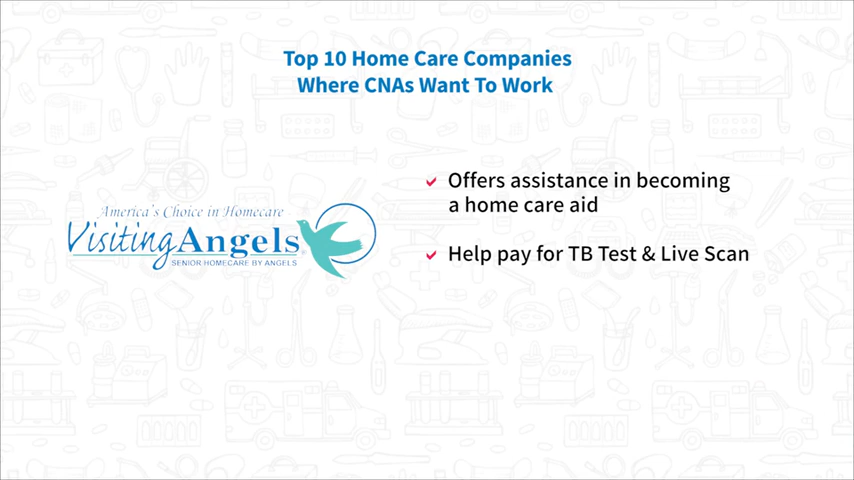 Top 10 Home Care Companies
Where CNAs Want To Work
Offers assistance in becoming
a home care aid
America's Choice in Homecare
Visiting Angels
SENIOR HOMECARE BY ANGELS
Help pay for TB Test & Live Scan